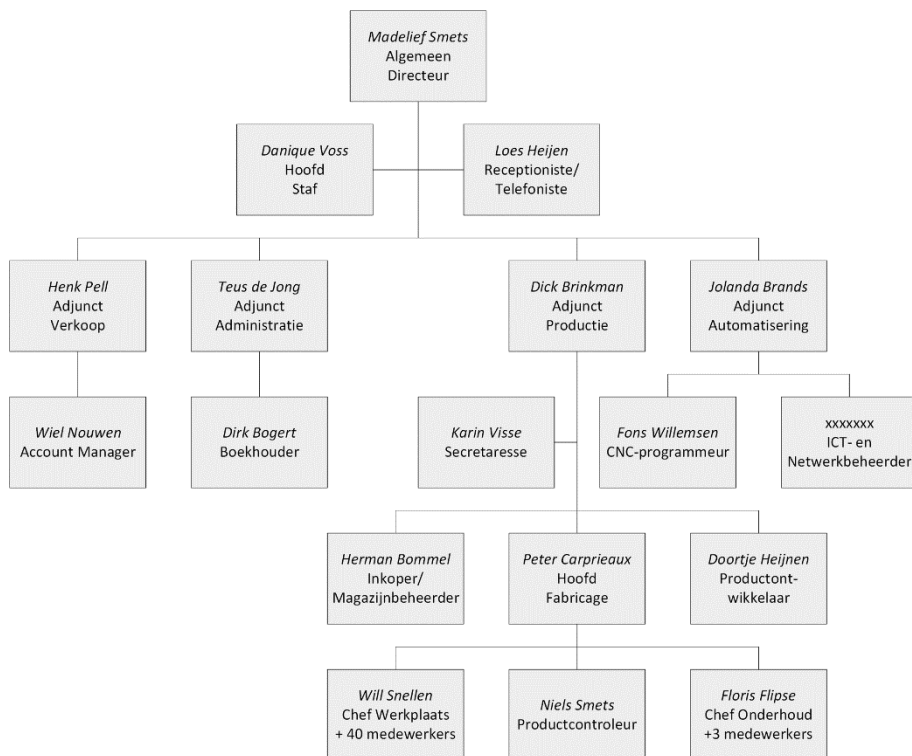 Madelief Smets
Algemeen
Directeur
Danique Voss
Hoofd
Staf
Loes Heijen
Receptioniste/
Telefoniste
Henk Pell
Adjunct
Verkoop
Teus de Jong
Adjunct
Administratie
Dick Brinkman
Adjunct
Productie
Jolanda Brands
Adjunct
Automatisering
Wiel Nouwen
Account Manager
Dirk Bogert
Boekhouder
Karin Visse
Secretaresse
Fons Willemsen
CNC-programmeur
xxxxxxx
ICT- en
Netwerkbeheerder
Herman Bommel
Inkoper/
Magazijnbeheerder
Peter Carprieaux
Hoofd
Fabricage
Doortje Heijnen
Productont-
wikkelaar
Will Snellen
Chef Werkplaats
+ 40 medewerkers
Niels Smets
Productcontroleur
Floris Flipse
Chef Onderhoud
+3 medewerkers